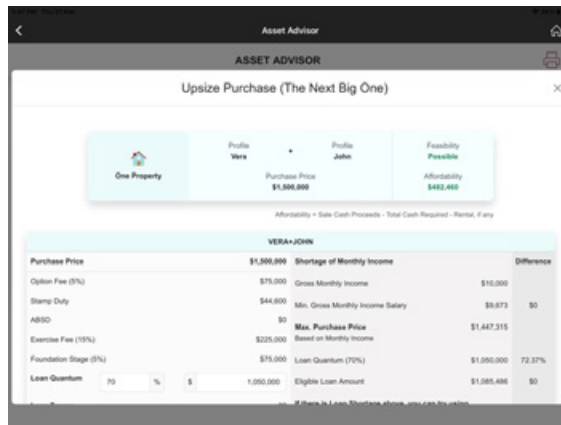 Asset Advisor
ASSET ADVISOR
Upsize Purchase (The Next Big One)
One Property
Profile
Vera
+
Profile
John
Purchase Price
$1,500,000
Feasibility
Possible
Affordability
$482,460
Affordability = Sale Cash Proceeds - Total Cash Required - Rental, if any
VERA+JOHN
Purchase Price $1,500,000 Shortage of Monthly Income Difference
Option Fee (5%) $75,000 Gross Monthly Income $10,000
Stamp Duty $44,600 Min. Gross Monthly Income Salary $9,673 $0
ABSD $0 Max. Purchase Price $1,447,315
Based on Monthly Income
Exercise Fee (15%) $225,000
Foundation Stage (5%) $75,000 Loan Quantum (70%) $1,050,000 72.37%
Loan Quantum 70 % $ 1,050,000 Eligible Loan Amount $1,085,486 $0
If there is Loan Shortage above, you can try using